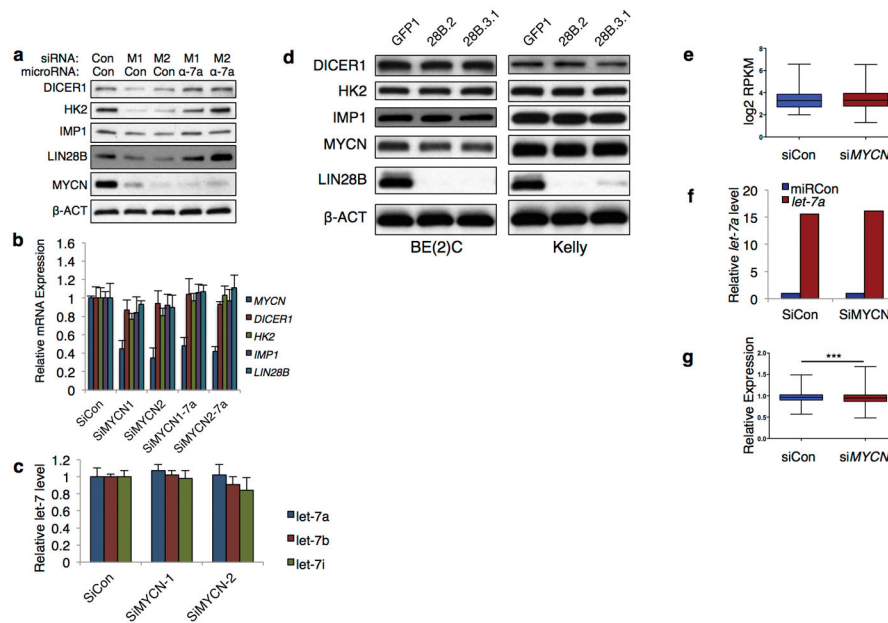 a
siRNA: Con M1 M2 M1 M2
microRNA: Con Con Con α-7a α-7a
DICER1
HK2
IMP1
LIN28B
MYCN
β-ACT
b
Relative mRNA Expression
1.6
1.4
1.2
1
0.8
0.6
0.4
0.2
0
SiCon
SiMYCN1
SiMYCN2
SiMYCN1-7a
SiMYCN2-7a
MYCN
DICER1
HK2
IMP1
LIN28B
c
Relative let-7 level
1.2
1
0.8
0.6
0.4
0.2
0
SiCon
SiMYCN-1
SiMYCN-2
let-7a
let-7b
let-7i
d
GFP1 28B.2 28B.3.1 GFP1 28B.2 28B.3.1
DICER1
HK2
IMP1
MYCN
LIN28B
β-ACT
BE(2)C Kelly
e
log2 RPKM
8
6
4
2
0
siCon siMYCN
f
miRCon
let-7a
Relative let-7a level
20
15
10
5
0
SiCon SiMYCN
g
Relative Expression
2.0
1.5
1.0
0.5
0.0
***
siCon siMYCN